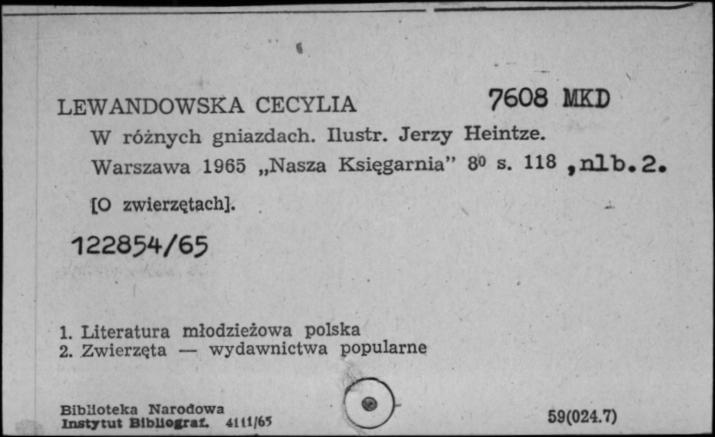 LEWANDOWSKA CECYLIA 7608 MKD
W różnych gniazdach. Ilustr. Jerzy Heintze.
Warszawa 1965 „Nasza Księgarnia” 8⁰ s. 118 ,nlb.2.
[O zwierzętach].
122854/65
1. Literatura młodzieżowa polska
2. Zwierzęta — wydawnictwa popularne
Biblioteka Narodowa
Instytut Bibliograf. 4111/65 59(024.7)